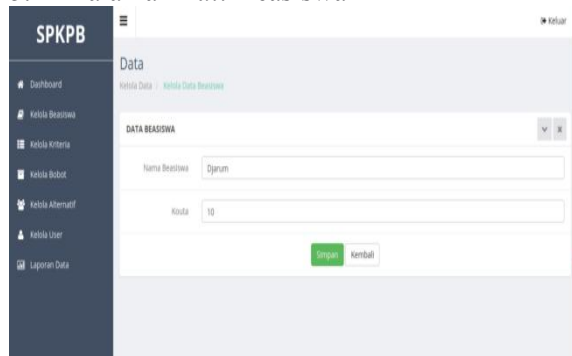 SPKPB
Keluar
Dashboard
Kelola Beasiswa
Kelola Kriteria
Kelola Bobot
Kelola Alternatif
Kelola User
Laporan Data
Data
Kelola Data / Kelola Data Beasiswa
DATA BEASISWA
Nama Beasiswa Djarum
Kouta 10
Simpan Kembali